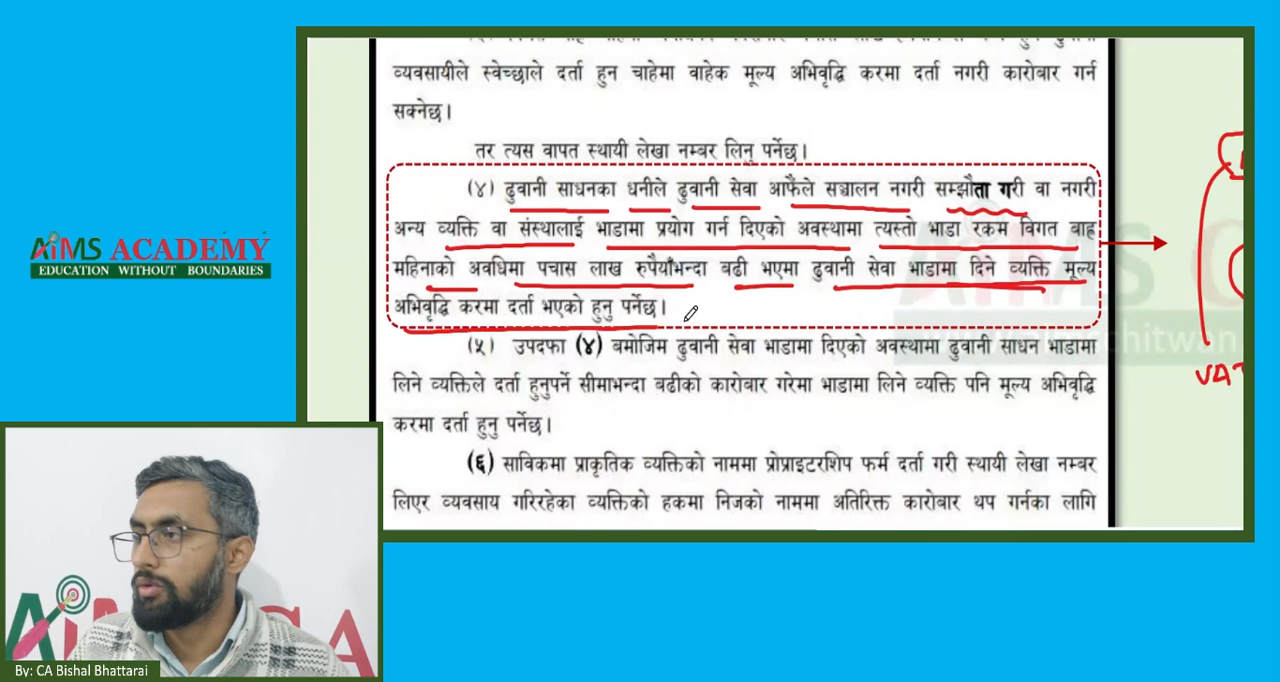 व्यवसायीले स्वेच्छाले दर्ता हुन चाहेमा वाहेक मूल्य अभिवृद्धि करमा दर्ता नगरी कारोबार गर्न
सक्नेछ।
तर त्यस वापत स्थायी लेखा नम्बर लिनु पर्नेछ।
(४) ढुवानी साधनका धनीले ढुवानी सेवा आफैंले सञ्चालन नगरी सम्झौता गरी वा नगरी
अन्य व्यक्ति वा संस्थालाई भाडामा प्रयोग गर्न दिएको अवस्थामा त्यस्तो भाडा रकम विगत बाह्र
महिनाको अवधिमा पचास लाख रुपैयाँभन्दा बढी भएमा ढुवानी सेवा भाडामा दिने व्यक्ति मूल्य
अभिवृद्धि करमा दर्ता भएको हुनु पर्नेछ।
(५) उपदफा (४) बमोजिम ढुवानी सेवा भाडामा दिएको अवस्थामा ढुवानी साधन भाडामा
लिने व्यक्तिले दर्ता हुनुपर्ने सीमाभन्दा बढीको कारोबार गरेमा भाडामा लिने व्यक्ति पनि मूल्य अभिवृद्धि
करमा दर्ता हुनु पर्नेछ।
(६) साविकमा प्राकृतिक व्यक्तिको नाममा प्रोप्राइटरशिप फर्म दर्ता गरी स्थायी लेखा नम्बर
लिएर व्यवसाय गरिरहेका व्यक्तिको हकमा निजको नाममा अतिरिक्त कारोबार थप गर्नका लागि
VAT
AiMS ACADEMY
EDUCATION WITHOUT BOUNDARIES
By: CA Bishal Bhattarai